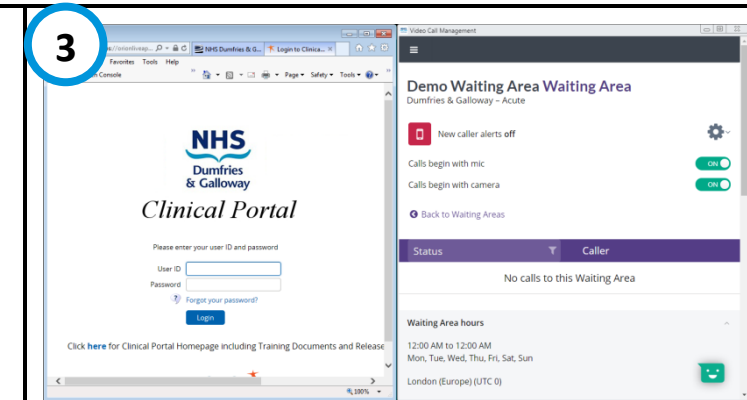 3
s://orionliveap...
NHS Dumfries & G...
Login to Clinica...
Favorites Tools Help
Console
Page Safety Tools
NHS
Dumfries
& Galloway
Clinical Portal
Please enter your user ID and password
User ID
Password
Forgot your password?
Login
Click here for Clinical Portal Homepage including Training Documents and Release
100%
Video Call Management
Demo Waiting Area Waiting Area
Dumfries & Galloway – Acute
New caller alerts off
Calls begin with mic
ON
Calls begin with camera
ON
Back to Waiting Areas
Status
Caller
No calls to this Waiting Area
Waiting Area hours
12:00 AM to 12:00 AM
Mon, Tue, Wed, Thu, Fri, Sat, Sun
London (Europe) (UTC 0)